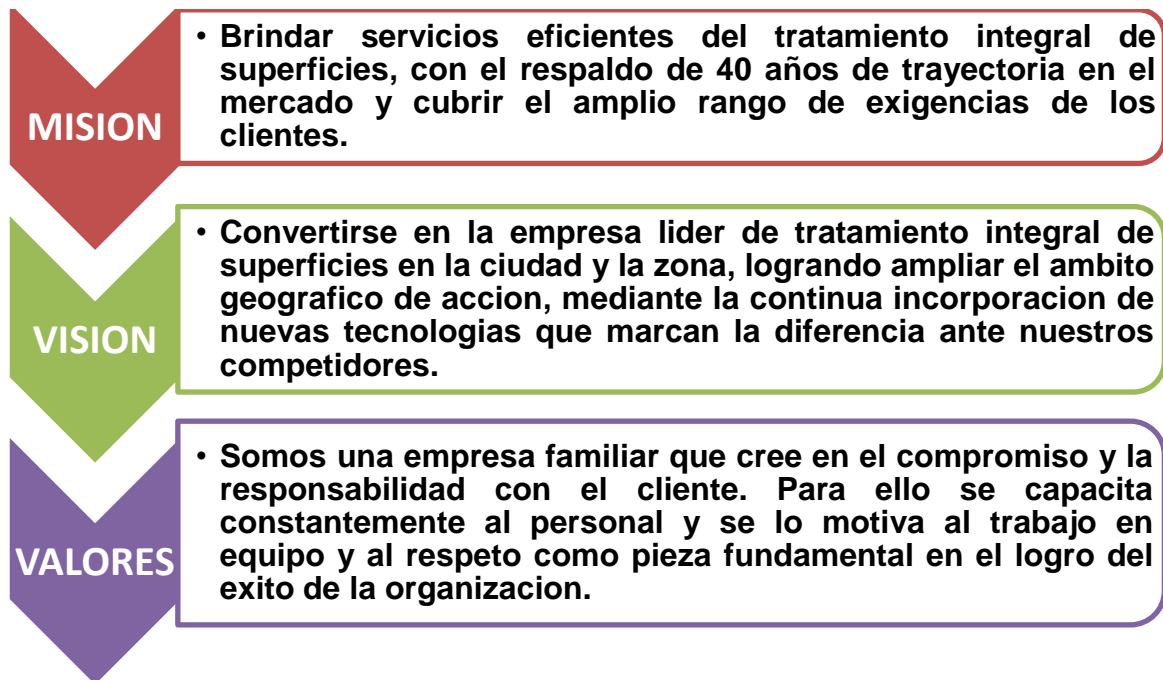 MISION
• Brindar servicios eficientes del tratamiento integral de
superficies, con el respaldo de 40 años de trayectoria en el
mercado y cubrir el amplio rango de exigencias de los
clientes.
VISION
• Convertirse en la empresa lider de tratamiento integral de
superficies en la ciudad y la zona, logrando ampliar el ambito
geografico de accion, mediante la continua incorporacion de
nuevas tecnologias que marcan la diferencia ante nuestros
competidores.
VALORES
• Somos una empresa familiar que cree en el compromiso y la
responsabilidad con el cliente. Para ello se capacita
constantemente al personal y se lo motiva al trabajo en
equipo y al respeto como pieza fundamental en el logro del
exito de la organizacion.